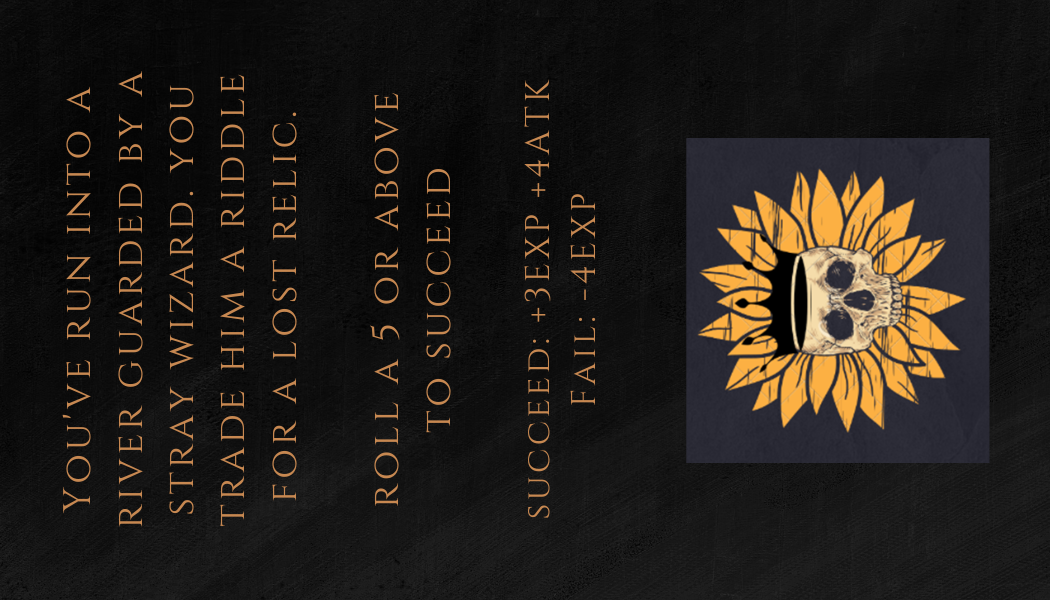 YOU'VE RUN INTO A
RIVER GUARDED BY A
STRAY WIZARD. YOU
TRADE HIM A RIDDLE
FOR A LOST RELIC.
ROLL A 5 OR ABOVE
TO SUCCEED
SUCCEED: +3EXP +4ATK
FAIL: -4EXP